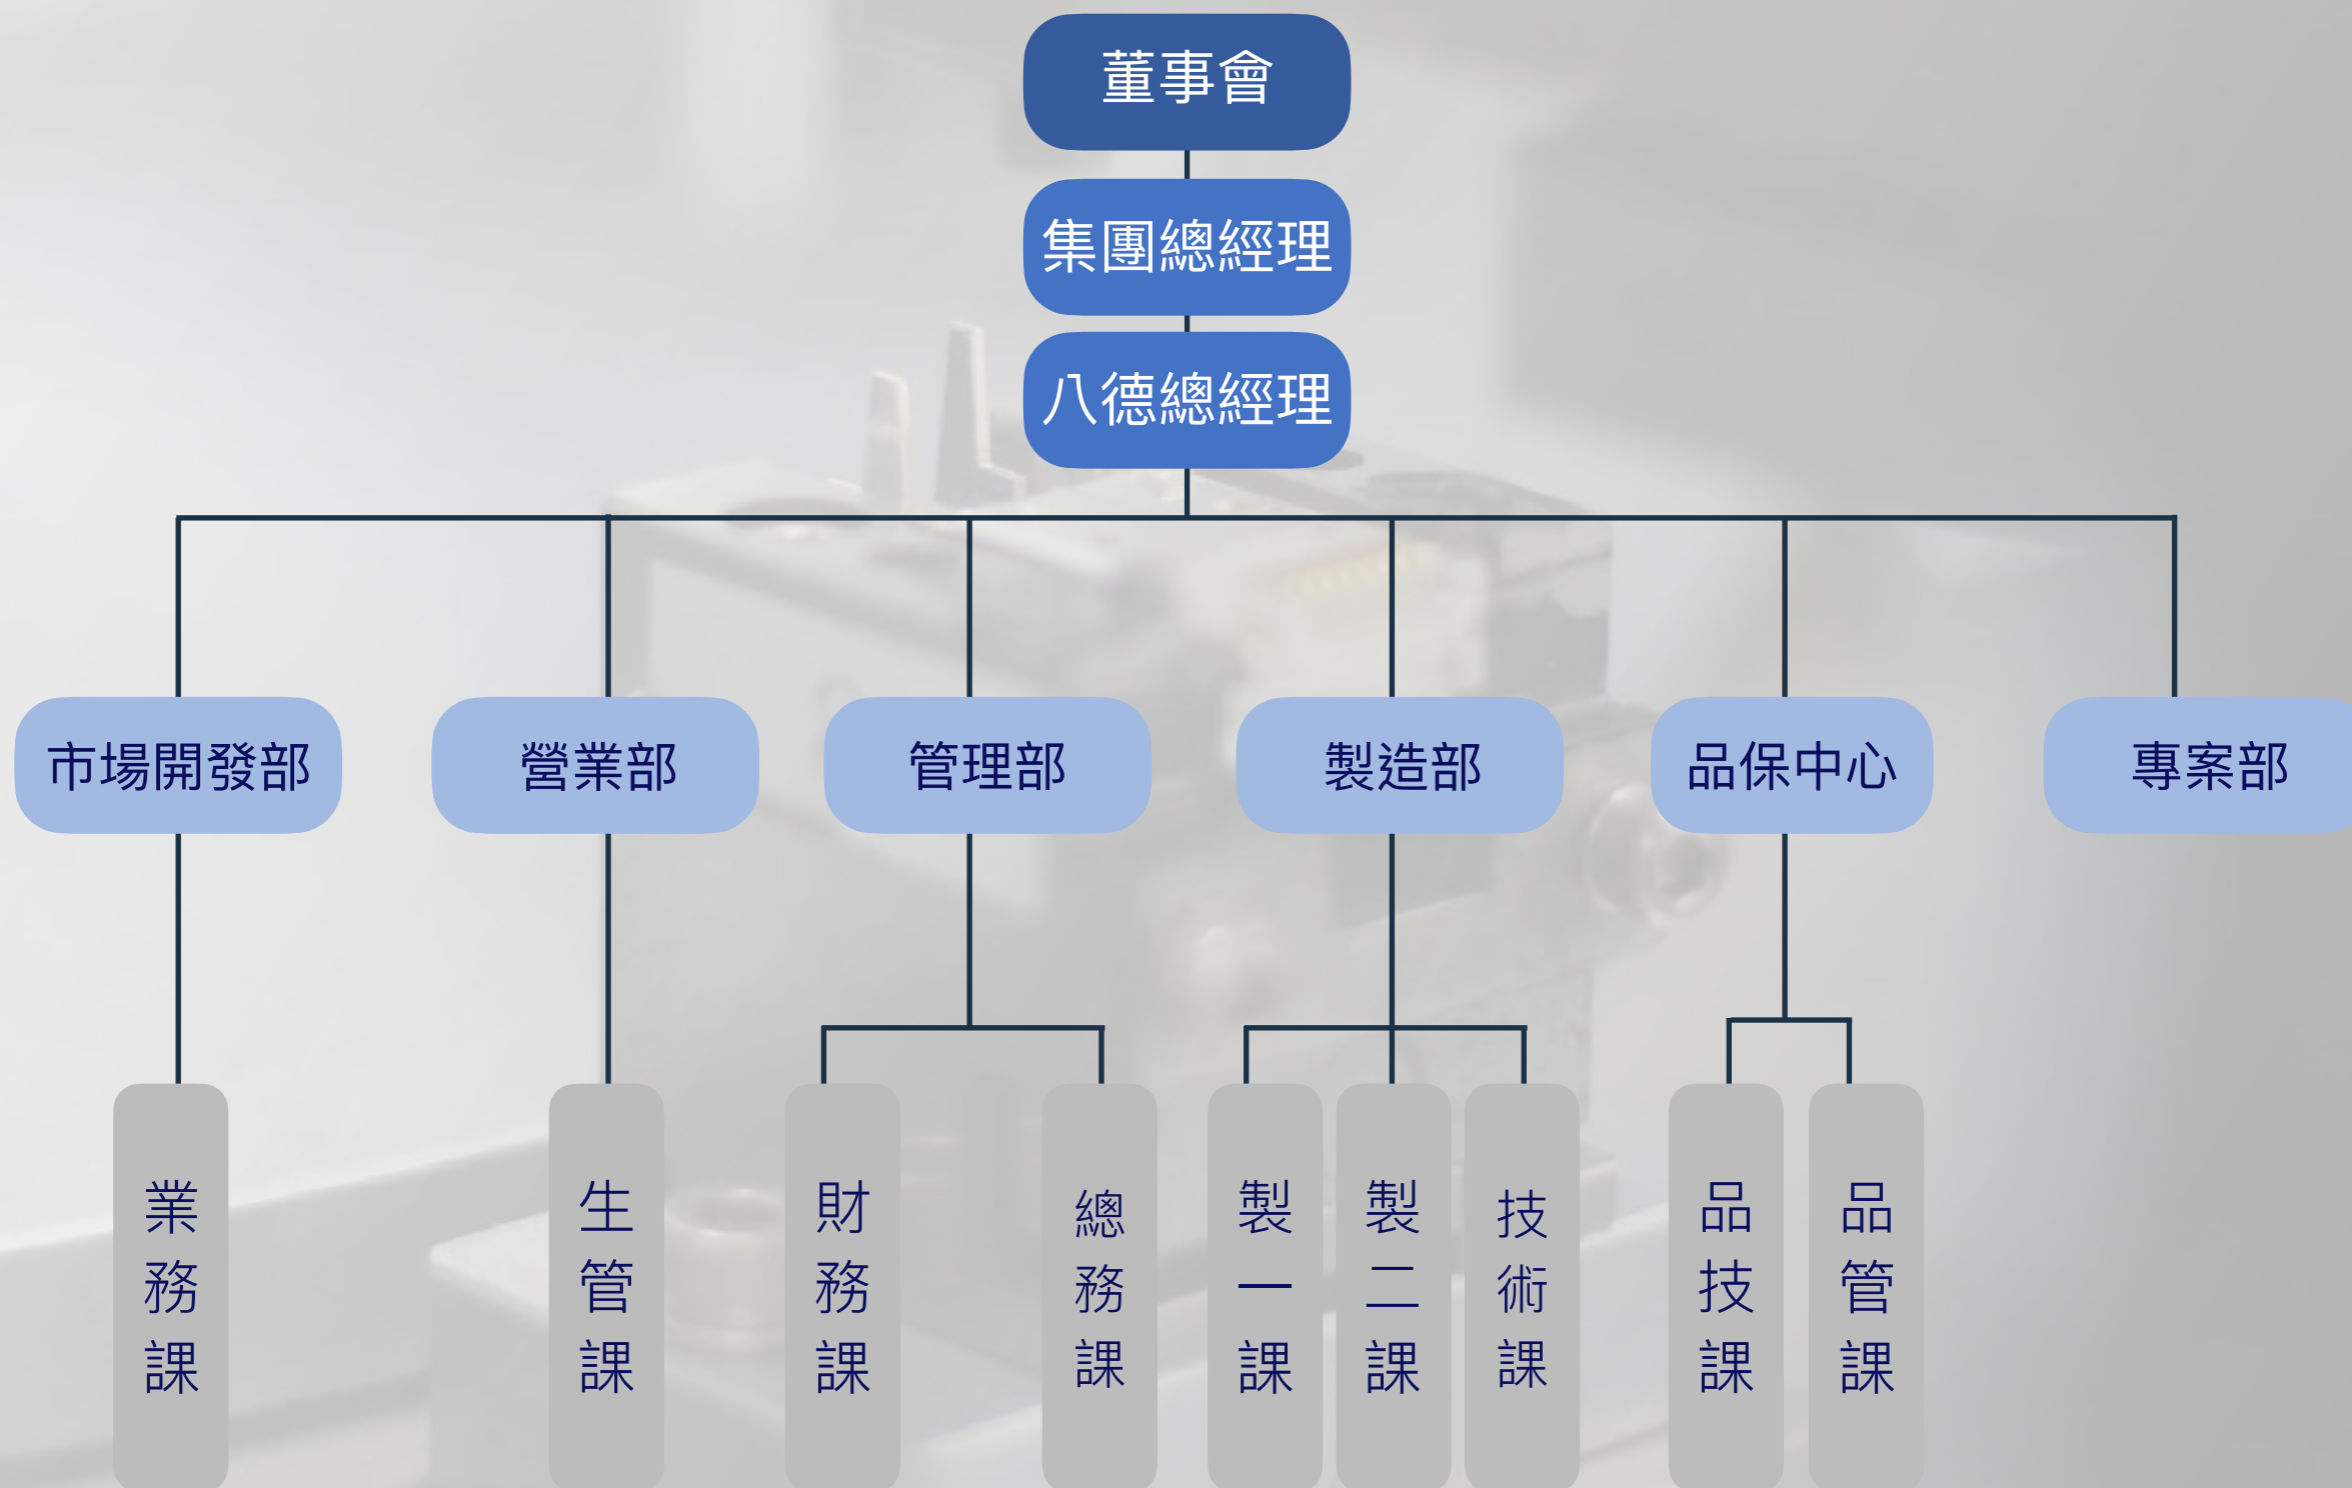 董事會
集團總經理
八德總經理
市場開發部
營業部
管理部
製造部
品保中心
專案部
業務課
生管課
財務課
總務課
製一課
製二課
技術課
品技課
品管課